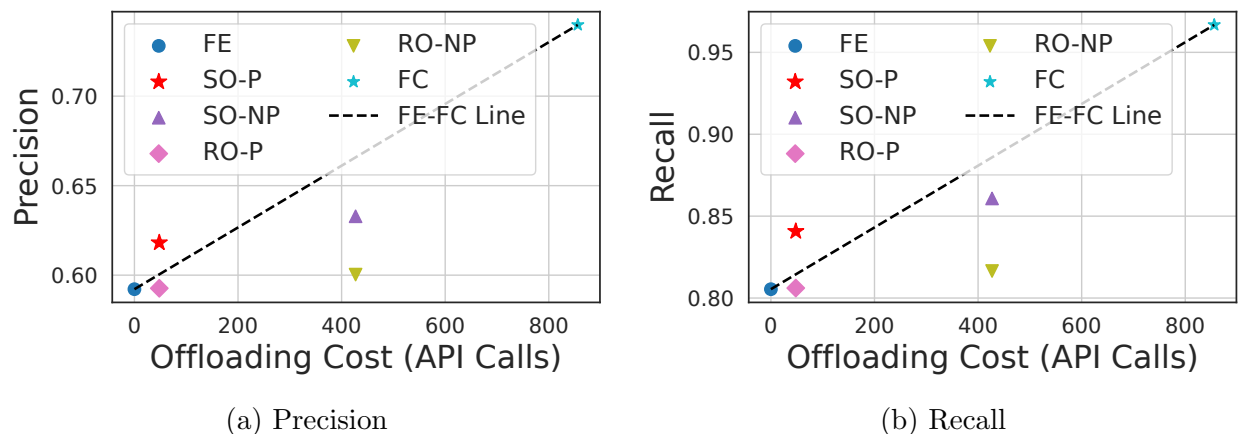 FE
SO-P
SO-NP
RO-P
RO-NP
FC
FE-FC Line
Precision
0.70
0.65
0.60
0 200 400 600 800
Offloading Cost (API Calls)
(a) Precision
FE
SO-P
SO-NP
RO-P
RO-NP
FC
FE-FC Line
Recall
0.95
0.90
0.85
0.80
0 200 400 600 800
Offloading Cost (API Calls)
(b) Recall